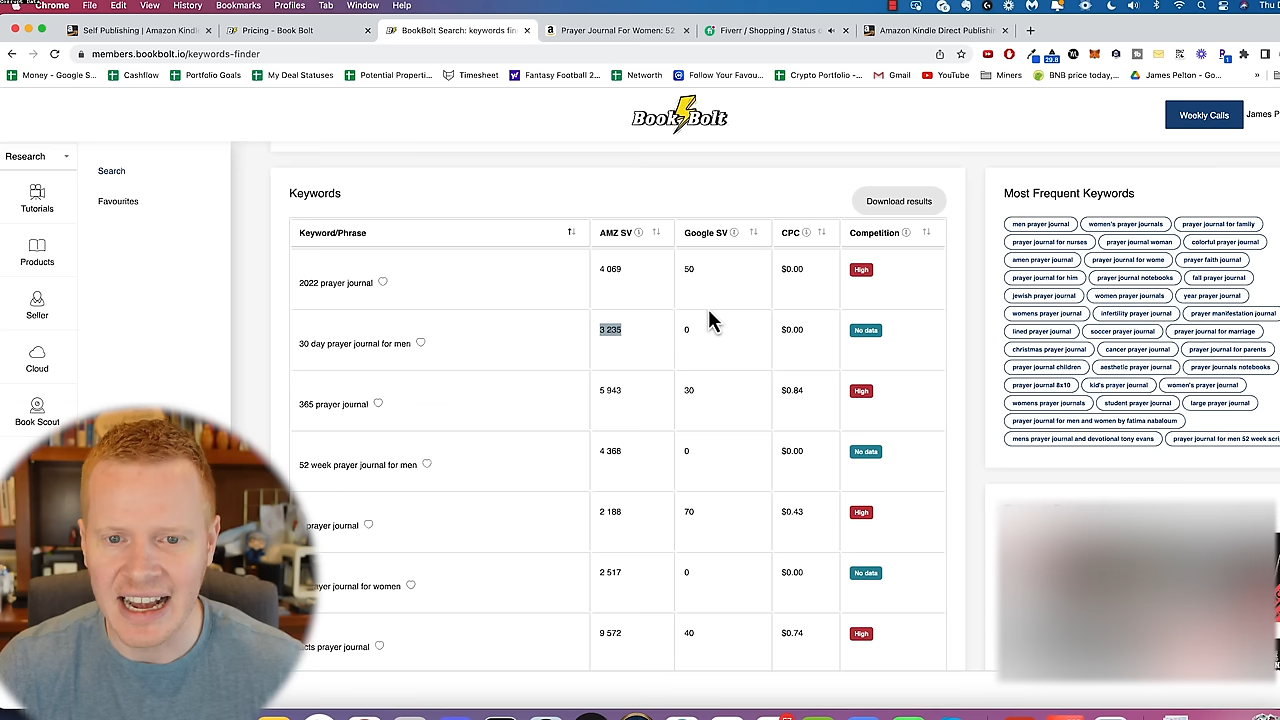 Chrome File Edit View History Bookmarks Profiles Tab Window Help
Self Publishing | Amazon Kindl
Pricing - Book Bolt
BookBolt Search: keywords fin
Prayer Journal For Women: 52
Fiverr / Shopping / Status o
Amazon Kindle Direct Publishin
members.bookbolt.io/keywords-finder
29.8
Money - Google S...
Cashflow
Portfolio Goals
My Deal Statuses
Potential Properti...
Timesheet
Fantasy Football 2...
Networth
Follow Your Favou...
Crypto Portfolio -...
Gmail
YouTube
Miners
BNB price today,...
James Pelton - Go...
»
Book Bolt
Weekly Calls
James P
Research
Search
Favourites
Tutorials
Products
Seller
Cloud
Book Scout
Keywords
Download results
Keyword/Phrase AMZ SV Google SV CPC Competition
2022 prayer journal 4 069 50 $0.00 High
30 day prayer journal for men 3 235 0 $0.00 No data
365 prayer journal 5 943 30 $0.84 High
52 week prayer journal for men 4 368 0 $0.00 No data
prayer journal 2 188 70 $0.43 High
yer journal for women 2 517 0 $0.00 No data
cts prayer journal 9 572 40 $0.74 High
Most Frequent Keywords
men prayer journal women's prayer journals prayer journal for family
prayer journal for nurses prayer journal woman colorful prayer journal
amen prayer journal prayer journal for wome prayer faith journal
prayer journal for him prayer journal notebooks fall prayer journal
jewish prayer journal women prayer journals year prayer journal
womens prayer journal infertility prayer journal prayer manifestation journal
lined prayer journal soccer prayer journal prayer journal for marriage
christmas prayer journal cancer prayer journal prayer journal for parents
prayer journal children aesthetic prayer journal prayer journals notebooks
prayer journal 8x10 kid's prayer journal women's prayer journal
womens prayer journals student prayer journal large prayer journal
prayer journal for men and women by fatima nabaloum
mens prayer journal and devotional tony evans prayer journal for men 52 week scri